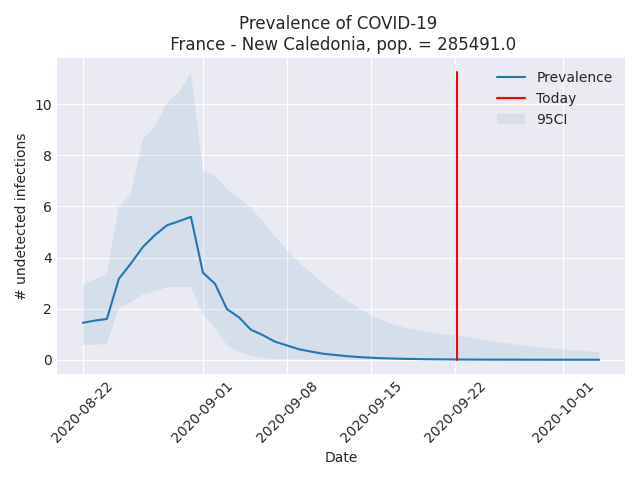 Prevalence of COVID-19
France - New Caledonia, pop. = 285491.0
Prevalence
Today
95CI
10
8
6
4
2
0
# undetected infections
2020-08-22
2020-09-01
2020-09-08
2020-09-15
2020-09-22
2020-10-01
Date